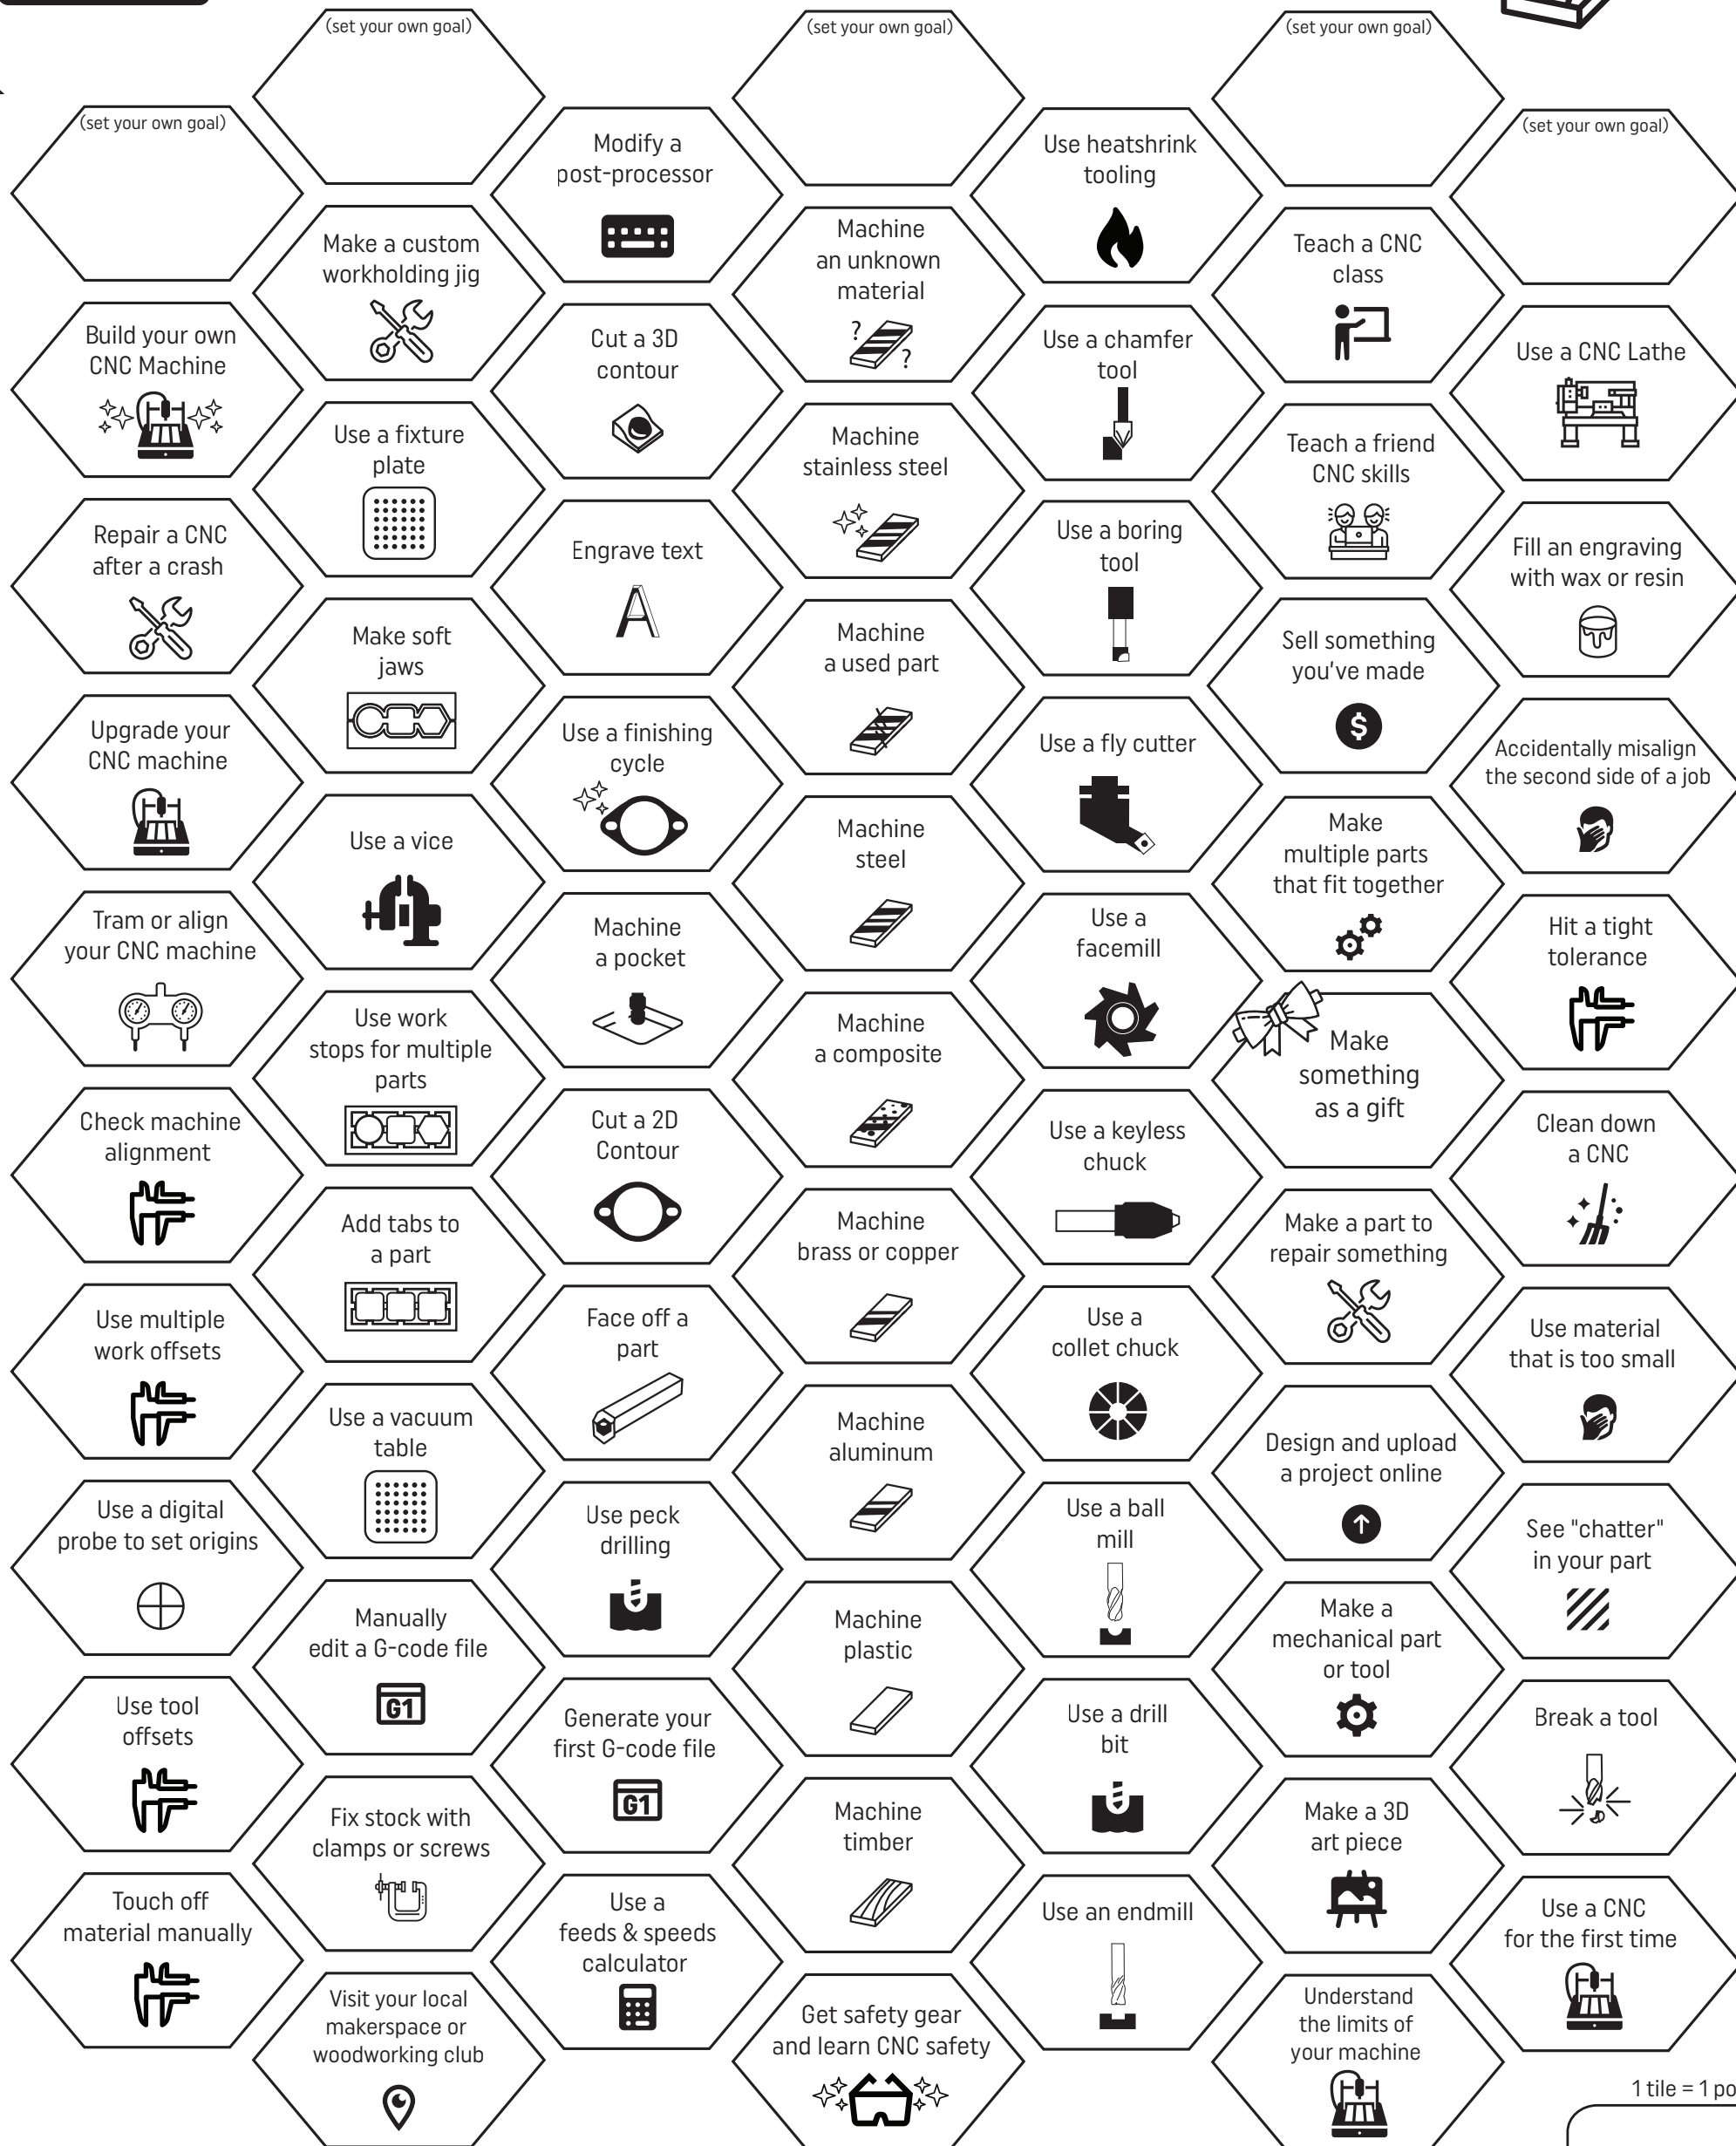 (set your own goal)
(set your own goal)
(set your own goal)
(set your own goal)
(set your own goal)
Modify a
post-processor
Use heatshrink
tooling
Make a custom
workholding jig
Machine
an unknown
material
?
?
Teach a CNC
class
Build your own
CNC Machine
Cut a 3D
contour
Use a chamfer
tool
Use a CNC Lathe
Use a fixture
plate
Machine
stainless steel
Teach a friend
CNC skills
Repair a CNC
after a crash
Engrave text
A
Use a boring
tool
Fill an engraving
with wax or resin
Make soft
jaws
Machine
a used part
Sell something
you've made
$
Upgrade your
CNC machine
Use a finishing
cycle
Use a fly cutter
Accidentally misalign
the second side of a job
Use a vice
Machine
steel
Make
multiple parts
that fit together
Tram or align
your CNC machine
Machine
a pocket
Use a
facemill
Hit a tight
tolerance
Use work
stops for multiple
parts
Machine
a composite
Make
something
as a gift
Check machine
alignment
Cut a 2D
Contour
Use a keyless
chuck
Clean down
a CNC
Add tabs to
a part
Machine
brass or copper
Make a part to
repair something
Use multiple
work offsets
Face off a
part
Use a
collet chuck
Use material
that is too small
Use a vacuum
table
Machine
aluminum
Design and upload
a project online
Use a digital
probe to set origins
Use peck
drilling
Use a ball
mill
See "chatter"
in your part
Manually
edit a G-code file
G1
Machine
plastic
Make a
mechanical part
or tool
Use tool
offsets
Generate your
first G-code file
G1
Use a drill
bit
Break a tool
Fix stock with
clamps or screws
Machine
timber
Make a 3D
art piece
Touch off
material manually
Use a
feeds & speeds
calculator
Use an endmill
Use a CNC
for the first time
Visit your local
makerspace or
woodworking club
Get safety gear
and learn CNC safety
Understand
the limits of
your machine
1 tile = 1 po